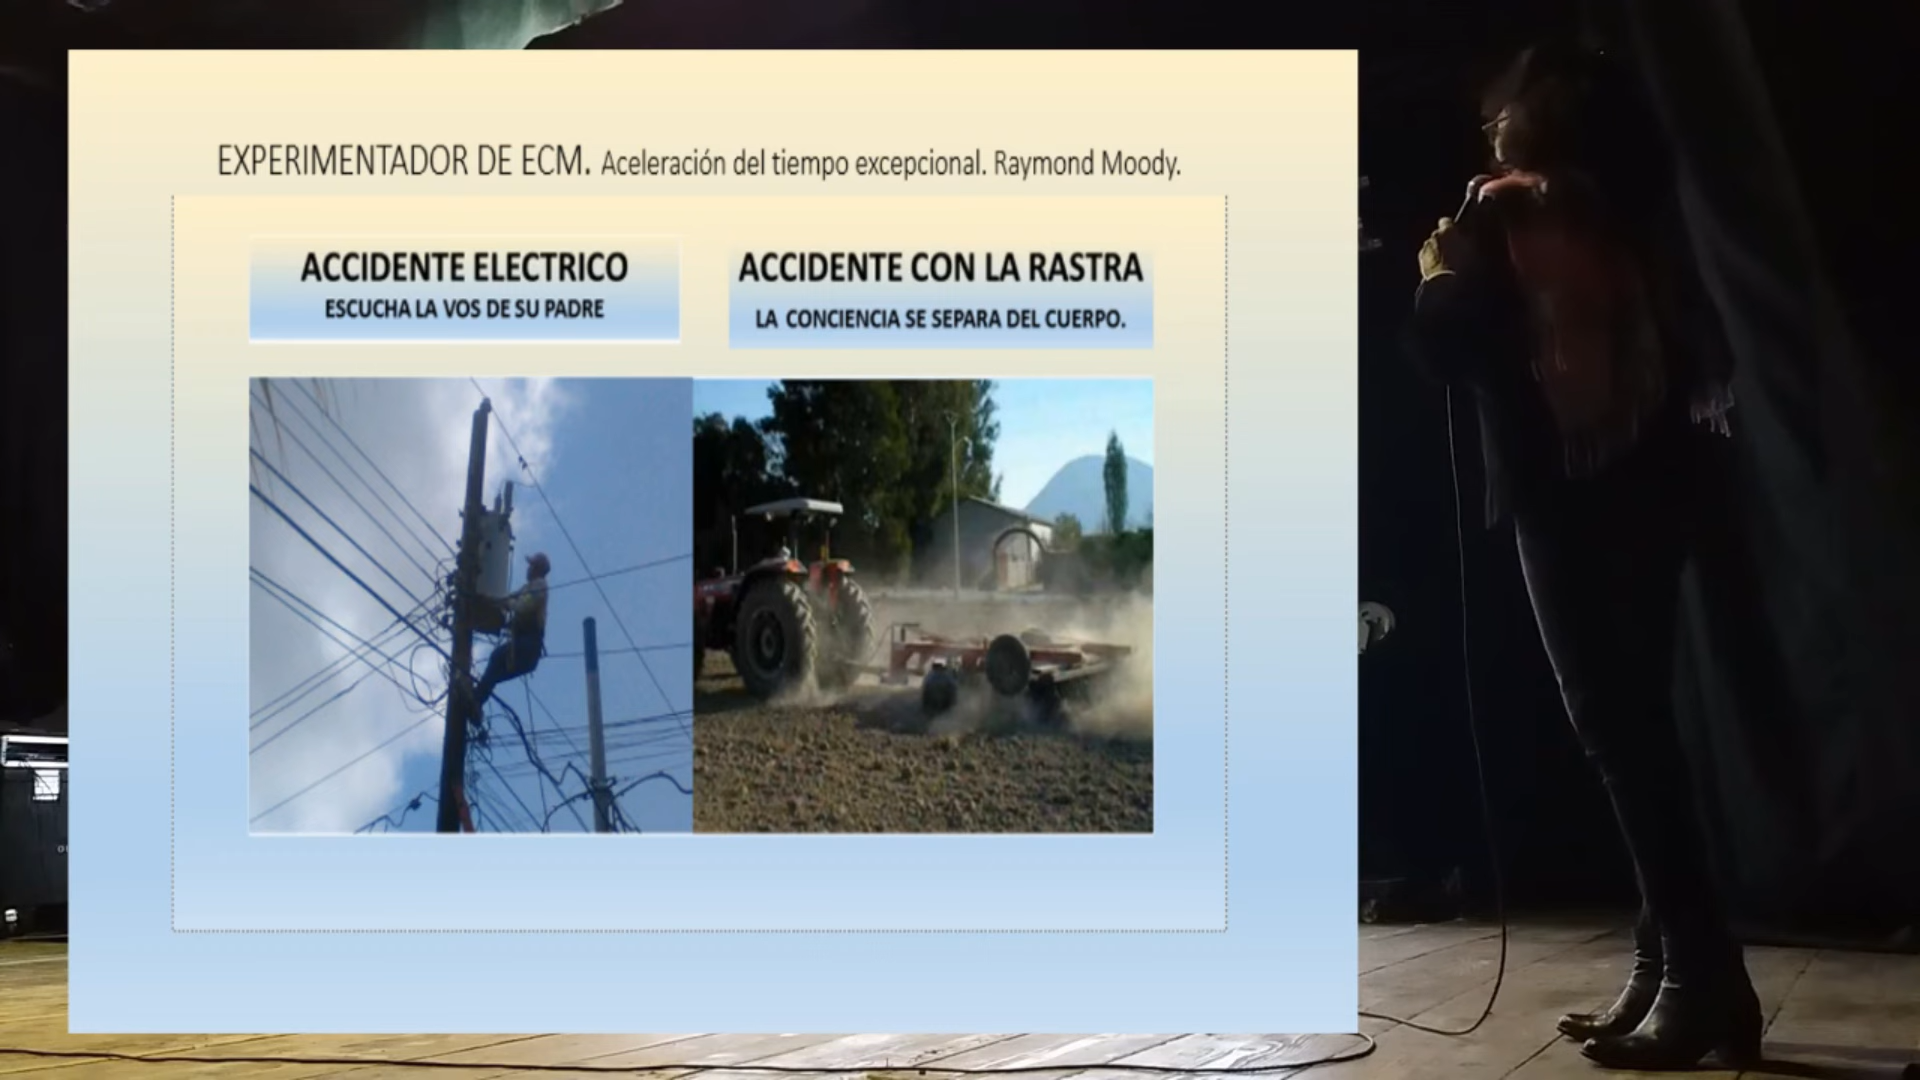 EXPERIMENTADOR DE ECM. Aceleración del tiempo excepcional. Raymond Moody.
ACCIDENTE ELECTRICO
ESCUCHA LA VOS DE SU PADRE
ACCIDENTE CON LA RASTRA
LA CONCIENCIA SE SEPARA DEL CUERPO.